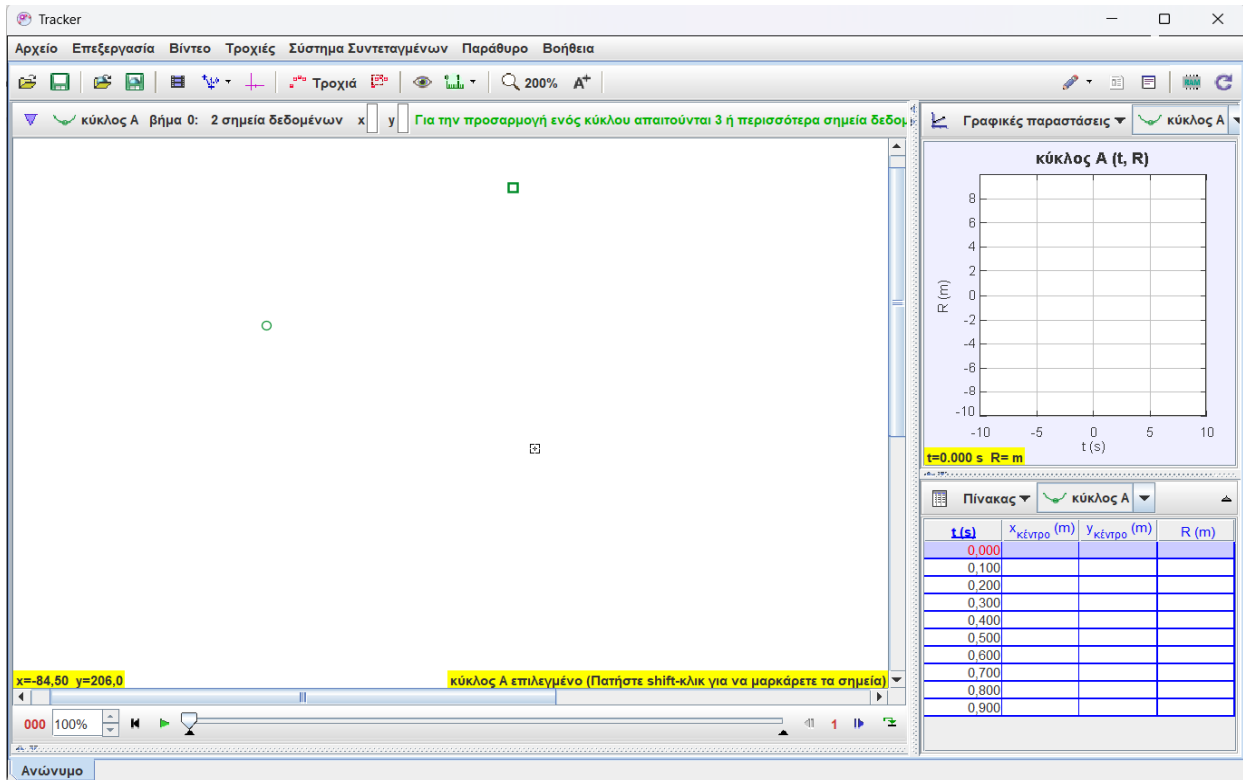 Tracker
Αρχείο Επεξεργασία Βίντεο Τροχιές Σύστημα Συντεταγμένων Παράθυρο Βοήθεια
Τροχιά 200% A+
κύκλος A βήμα 0: 2 σημεία δεδομένων x y Για την προσαρμογή ενός κύκλου απαιτούνται 3 ή περισσότερα σημεία δεδομ
x=-84,50 y=206,0
κύκλος A επιλεγμένο (Πατήστε shift-κλικ για να μαρκάρετε τα σημεία)
000 100% 1
Ανώνυμο
Γραφικές παραστάσεις κύκλος A
κύκλος A (t, R)
8
6
4
2
0
-2
-4
-6
-8
-10
R (m)
-10 -5 0 5 10
t (s)
t=0.000 s R= m
Πίνακας κύκλος A
t (s) xκέντρο (m) yκέντρο (m) R (m)
0,000
0,100
0,200
0,300
0,400
0,500
0,600
0,700
0,800
0,900